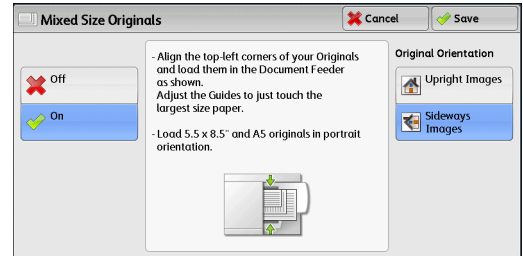 Mixed Size Originals
Cancel
Save
Off
On
- Align the top-left corners of your Originals
and load them in the Document Feeder
as shown.
Adjust the Guides to just touch the
largest size paper.
- Load 5.5 x 8.5" and A5 originals in portrait
orientation.
Original Orientation
Upright Images
Sideways
Images